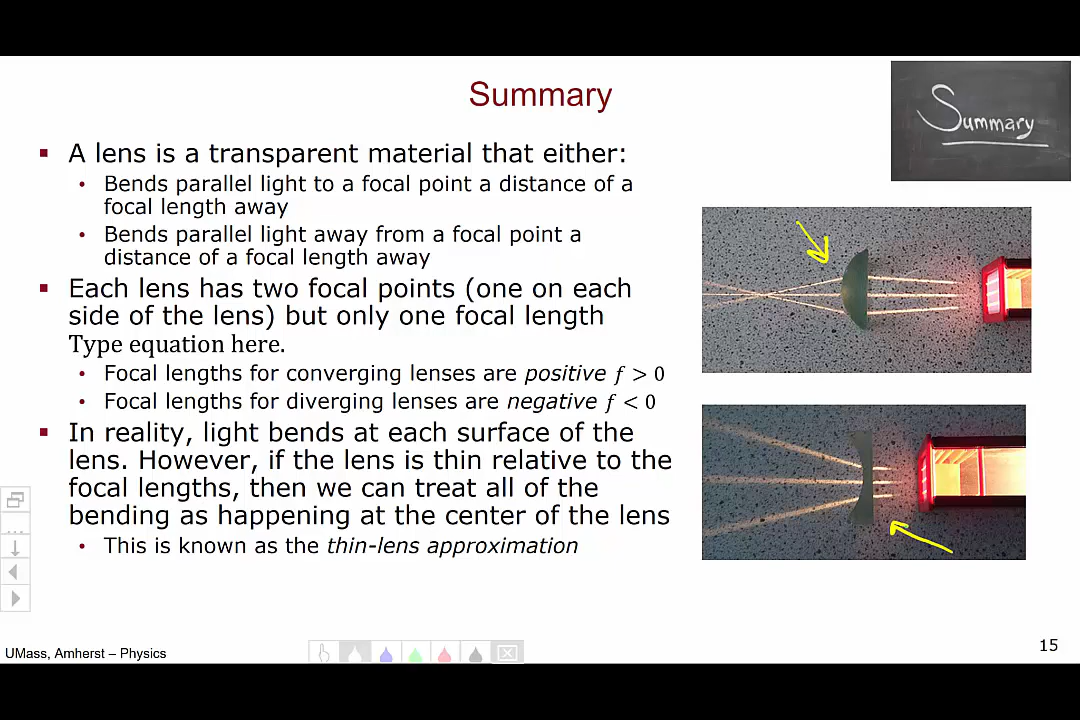 Summary
Summary
A lens is a transparent material that either:
Bends parallel light to a focal point a distance of a
focal length away
Bends parallel light away from a focal point a
distance of a focal length away
Each lens has two focal points (one on each
side of the lens) but only one focal length
Type equation here.
Focal lengths for converging lenses are positive f > 0
Focal lengths for diverging lenses are negative f < 0
In reality, light bends at each surface of the
lens. However, if the lens is thin relative to the
focal lengths, then we can treat all of the
bending as happening at the center of the lens
This is known as the thin-lens approximation
UMass, Amherst – Physics
15